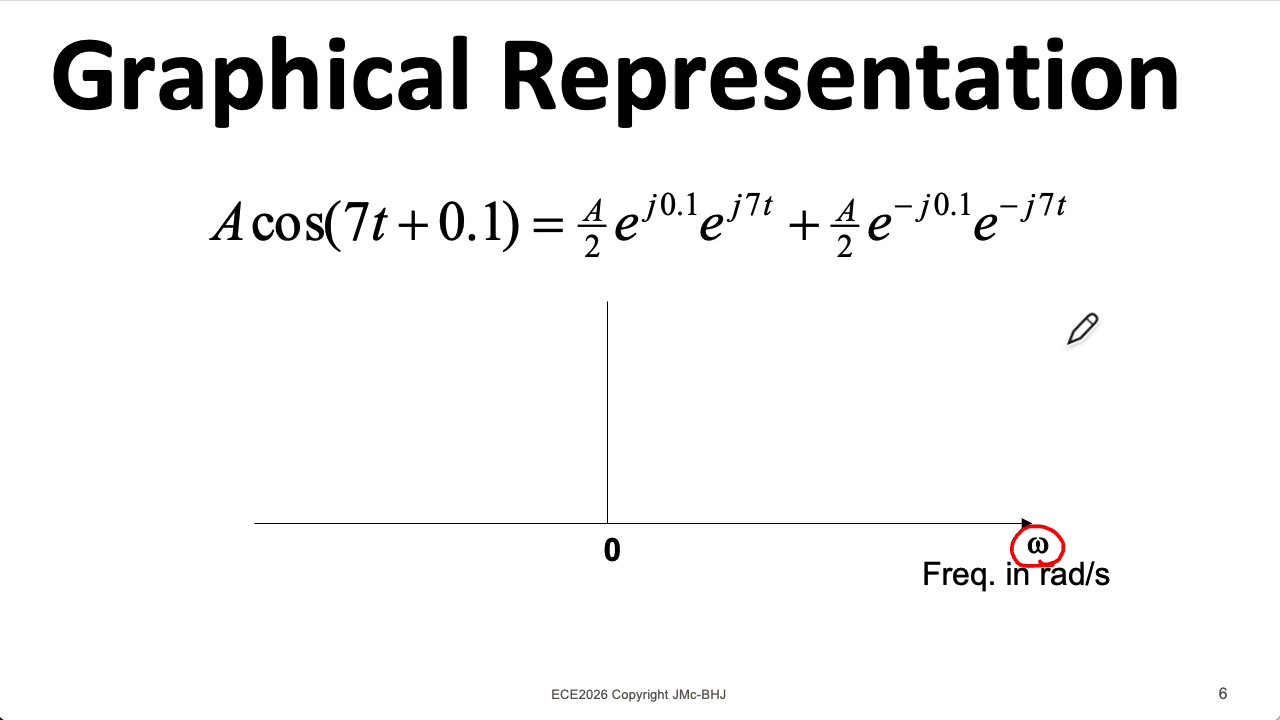 Graphical Representation
A cos(7t + 0.1) = A/2 e^{j0.1} e^{j7t} + A/2 e^{-j0.1} e^{-j7t}
0
ω
Freq. in rad/s
ECE2026 Copyright JMc-BHJ
6